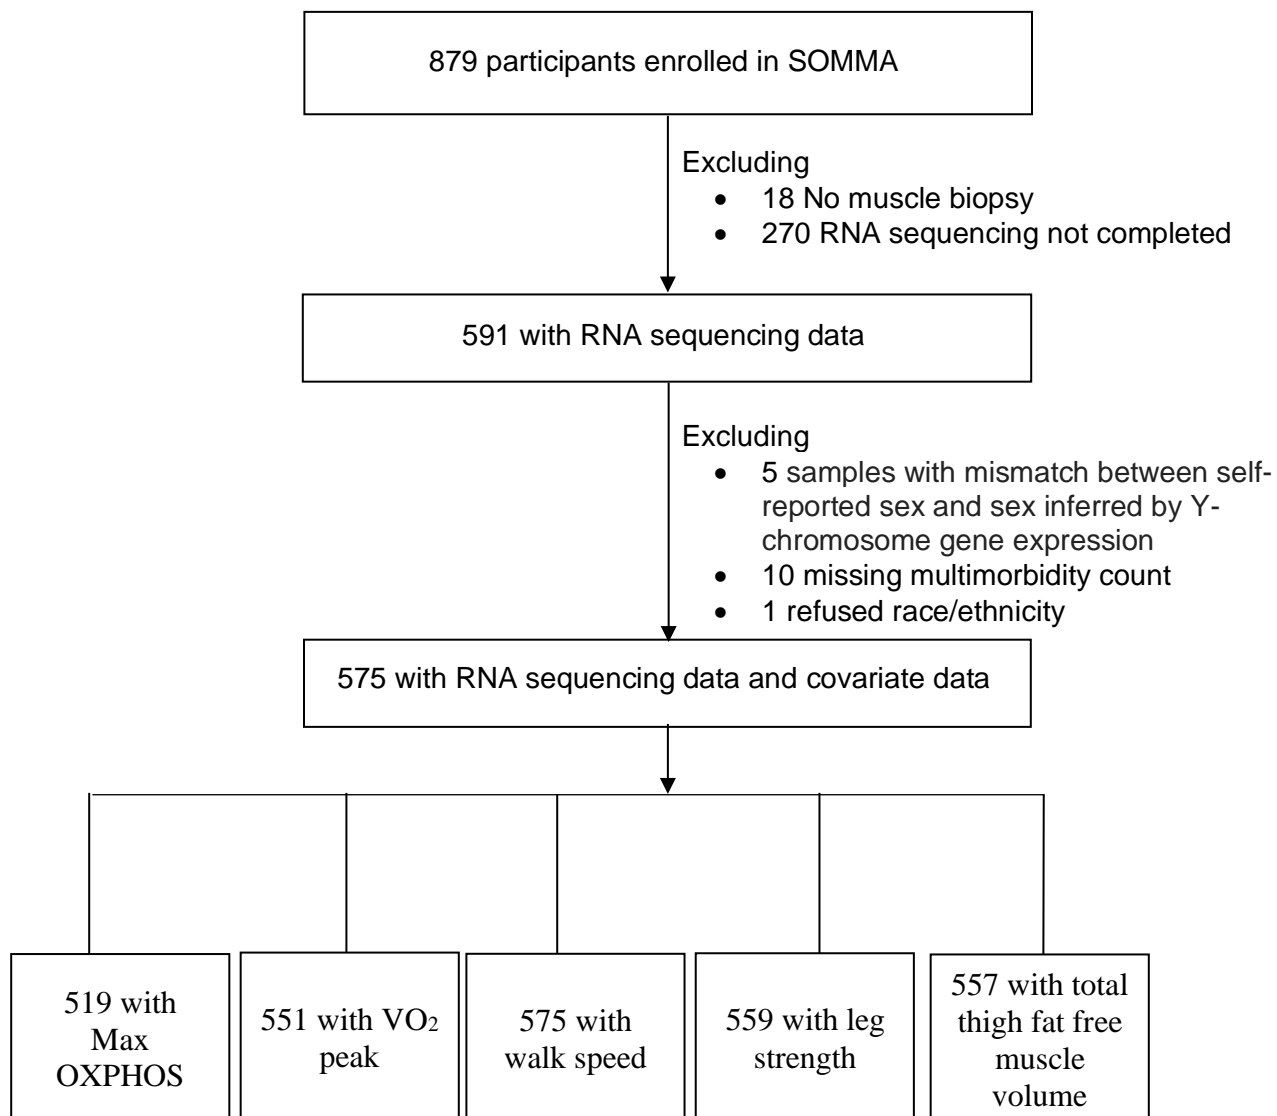 879 participants enrolled in SOMMA
Excluding
• 18 No muscle biopsy
• 270 RNA sequencing not completed
591 with RNA sequencing data
Excluding
• 5 samples with mismatch between self-
reported sex and sex inferred by Y-
chromosome gene expression
• 10 missing multimorbidity count
• 1 refused race/ethnicity
575 with RNA sequencing data and covariate data
519 with
Max
OXPHOS
551 with VO₂
peak
575 with
walk speed
559 with leg
strength
557 with total
thigh fat free
muscle
volume